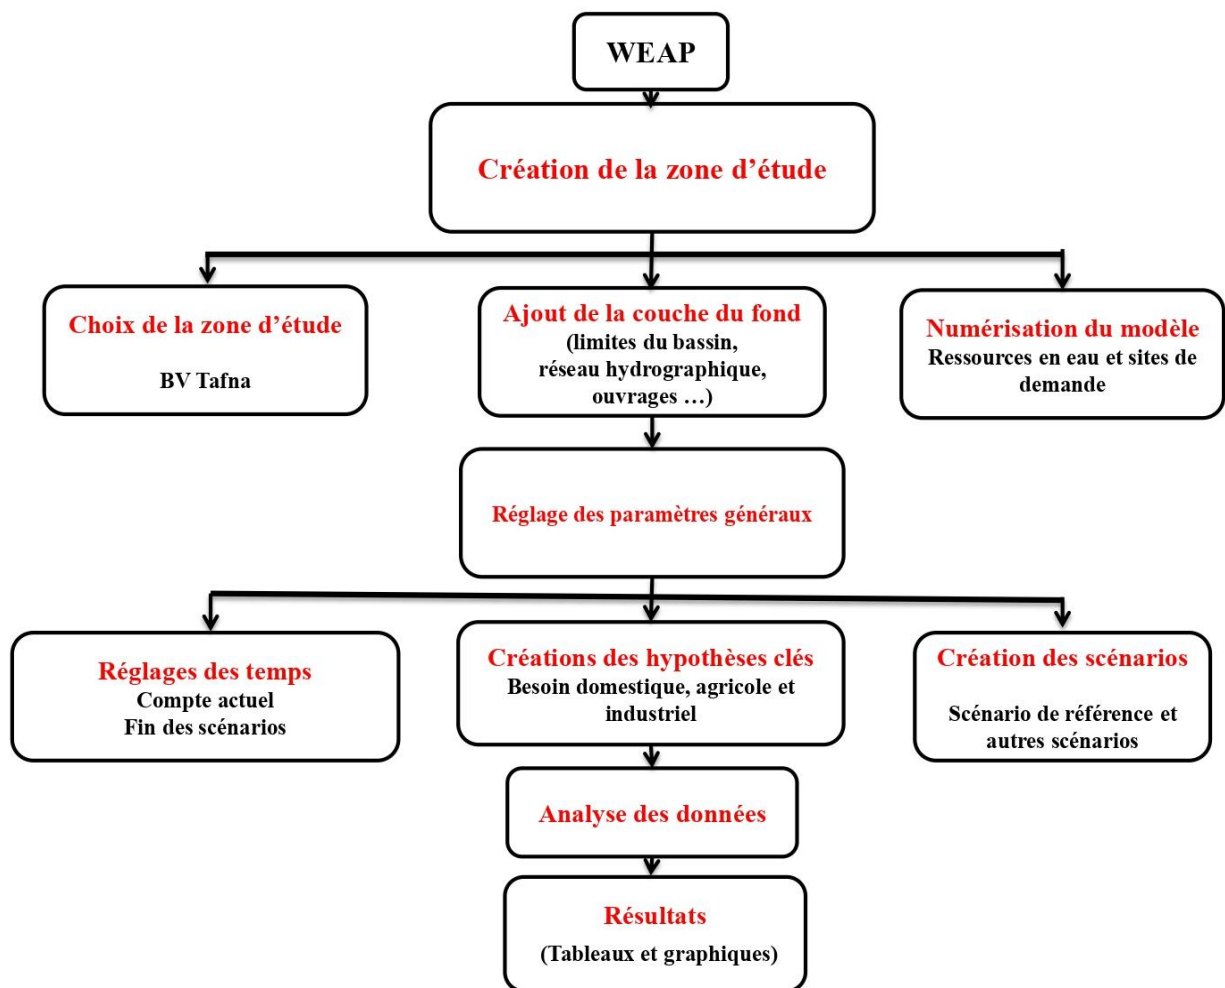 WEAP
Création de la zone d’étude
Choix de la zone d’étude
BV Tafna
Ajout de la couche du fond
(limites du bassin,
réseau hydrographique,
ouvrages …)
Numérisation du modèle
Ressources en eau et sites de
demande
Réglage des paramètres généraux
Réglages des temps
Compte actuel
Fin des scénarios
Créations des hypothèses clés
Besoin domestique, agricole et
industriel
Création des scénarios
Scénario de référence et
autres scénarios
Analyse des données
Résultats
(Tableaux et graphiques)